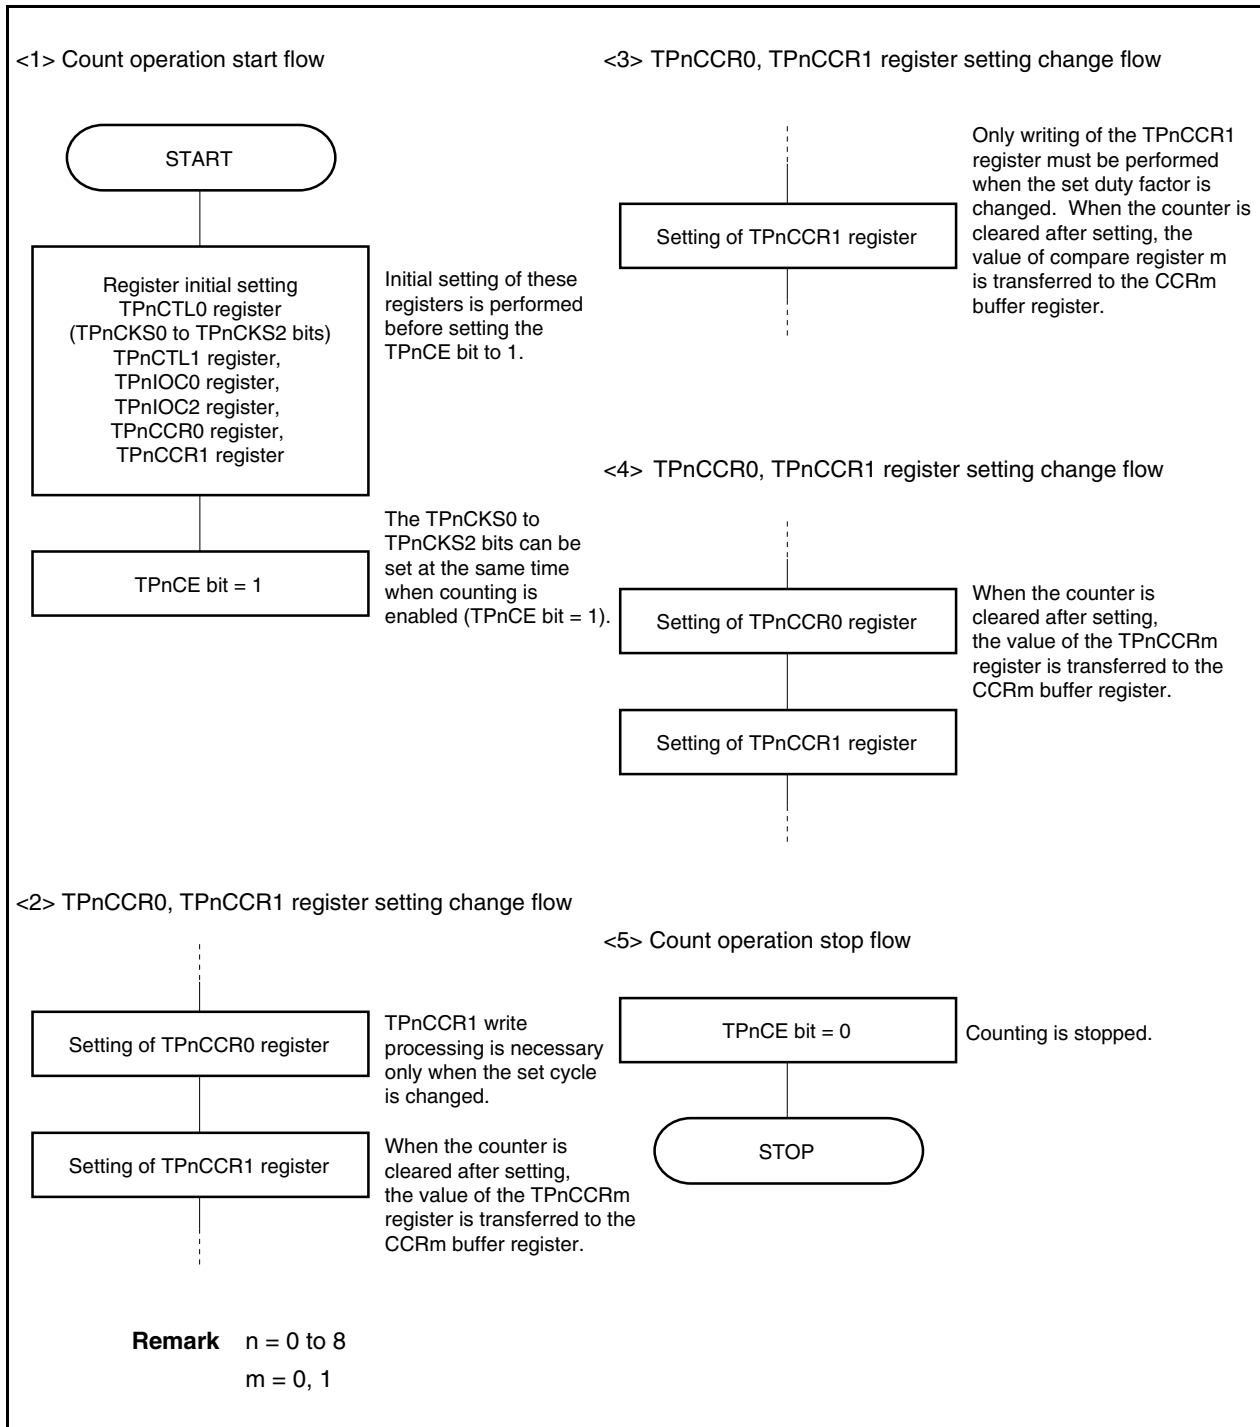 <1> Count operation start flow
START
Register initial setting
TPnCTL0 register
(TPnCKS0 to TPnCKS2 bits)
TPnCTL1 register,
TPnIOC0 register,
TPnIOC2 register,
TPnCCR0 register,
TPnCCR1 register
Initial setting of these
registers is performed
before setting the
TPnCE bit to 1.
TPnCE bit = 1
The TPnCKS0 to
TPnCKS2 bits can be
set at the same time
when counting is
enabled (TPnCE bit = 1).
<2> TPnCCR0, TPnCCR1 register setting change flow
Setting of TPnCCR0 register
TPnCCR1 write
processing is necessary
only when the set cycle
is changed.
Setting of TPnCCR1 register
When the counter is
cleared after setting,
the value of the TPnCCRm
register is transferred to the
CCRm buffer register.
<3> TPnCCR0, TPnCCR1 register setting change flow
Setting of TPnCCR1 register
Only writing of the TPnCCR1
register must be performed
when the set duty factor is
changed. When the counter is
cleared after setting, the
value of compare register m
is transferred to the CCRm
buffer register.
<4> TPnCCR0, TPnCCR1 register setting change flow
Setting of TPnCCR0 register
When the counter is
cleared after setting,
the value of the TPnCCRm
register is transferred to the
CCRm buffer register.
Setting of TPnCCR1 register
<5> Count operation stop flow
TPnCE bit = 0
Counting is stopped.
STOP
Remark n = 0 to 8
m = 0, 1